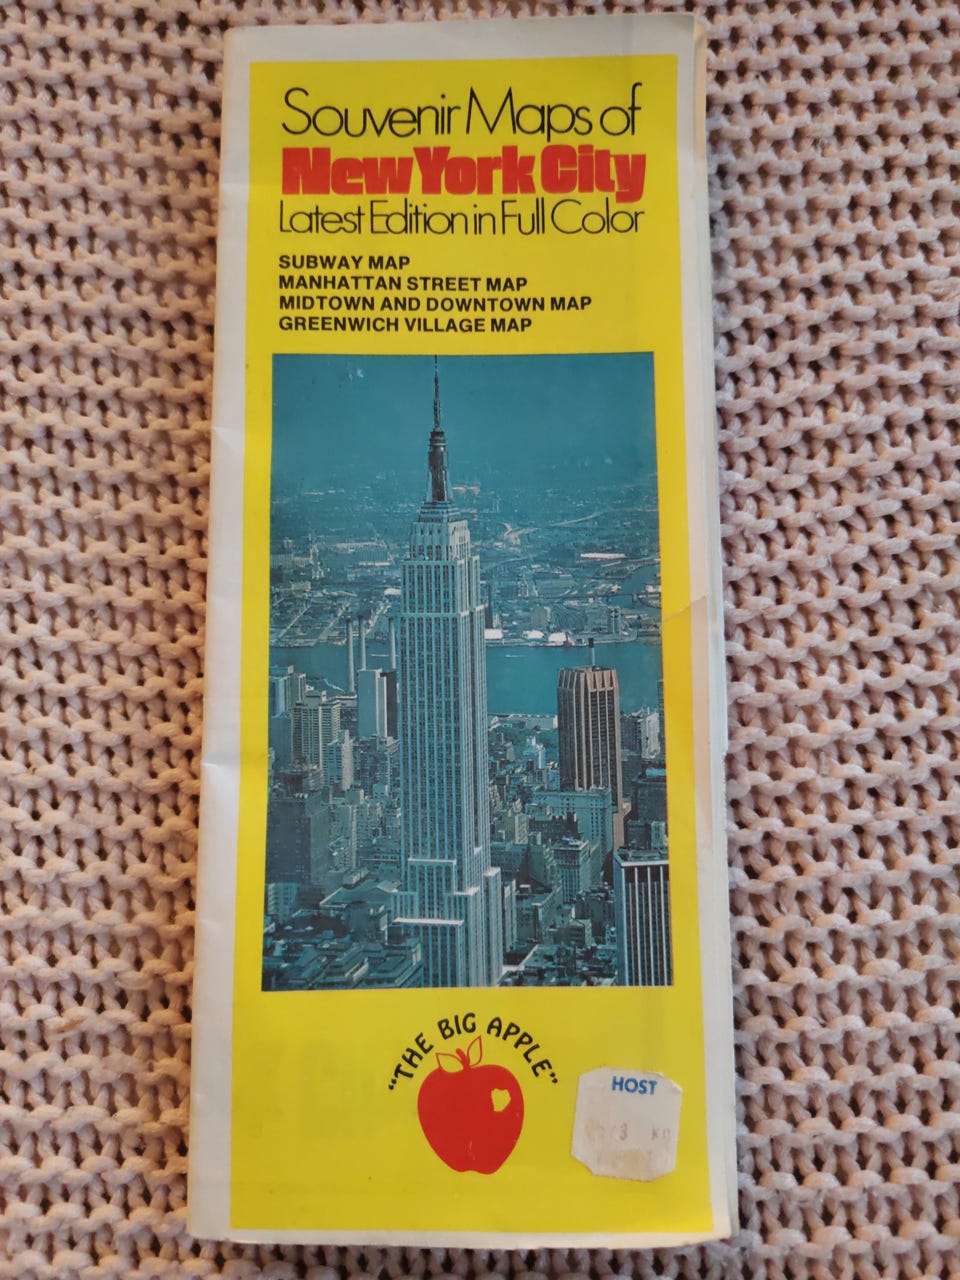 Souvenir Maps of
New York City
Latest Edition in Full Color
SUBWAY MAP
MANHATTAN STREET MAP
MIDTOWN AND DOWNTOWN MAP
GREENWICH VILLAGE MAP
"THE BIG APPLE"
HOST